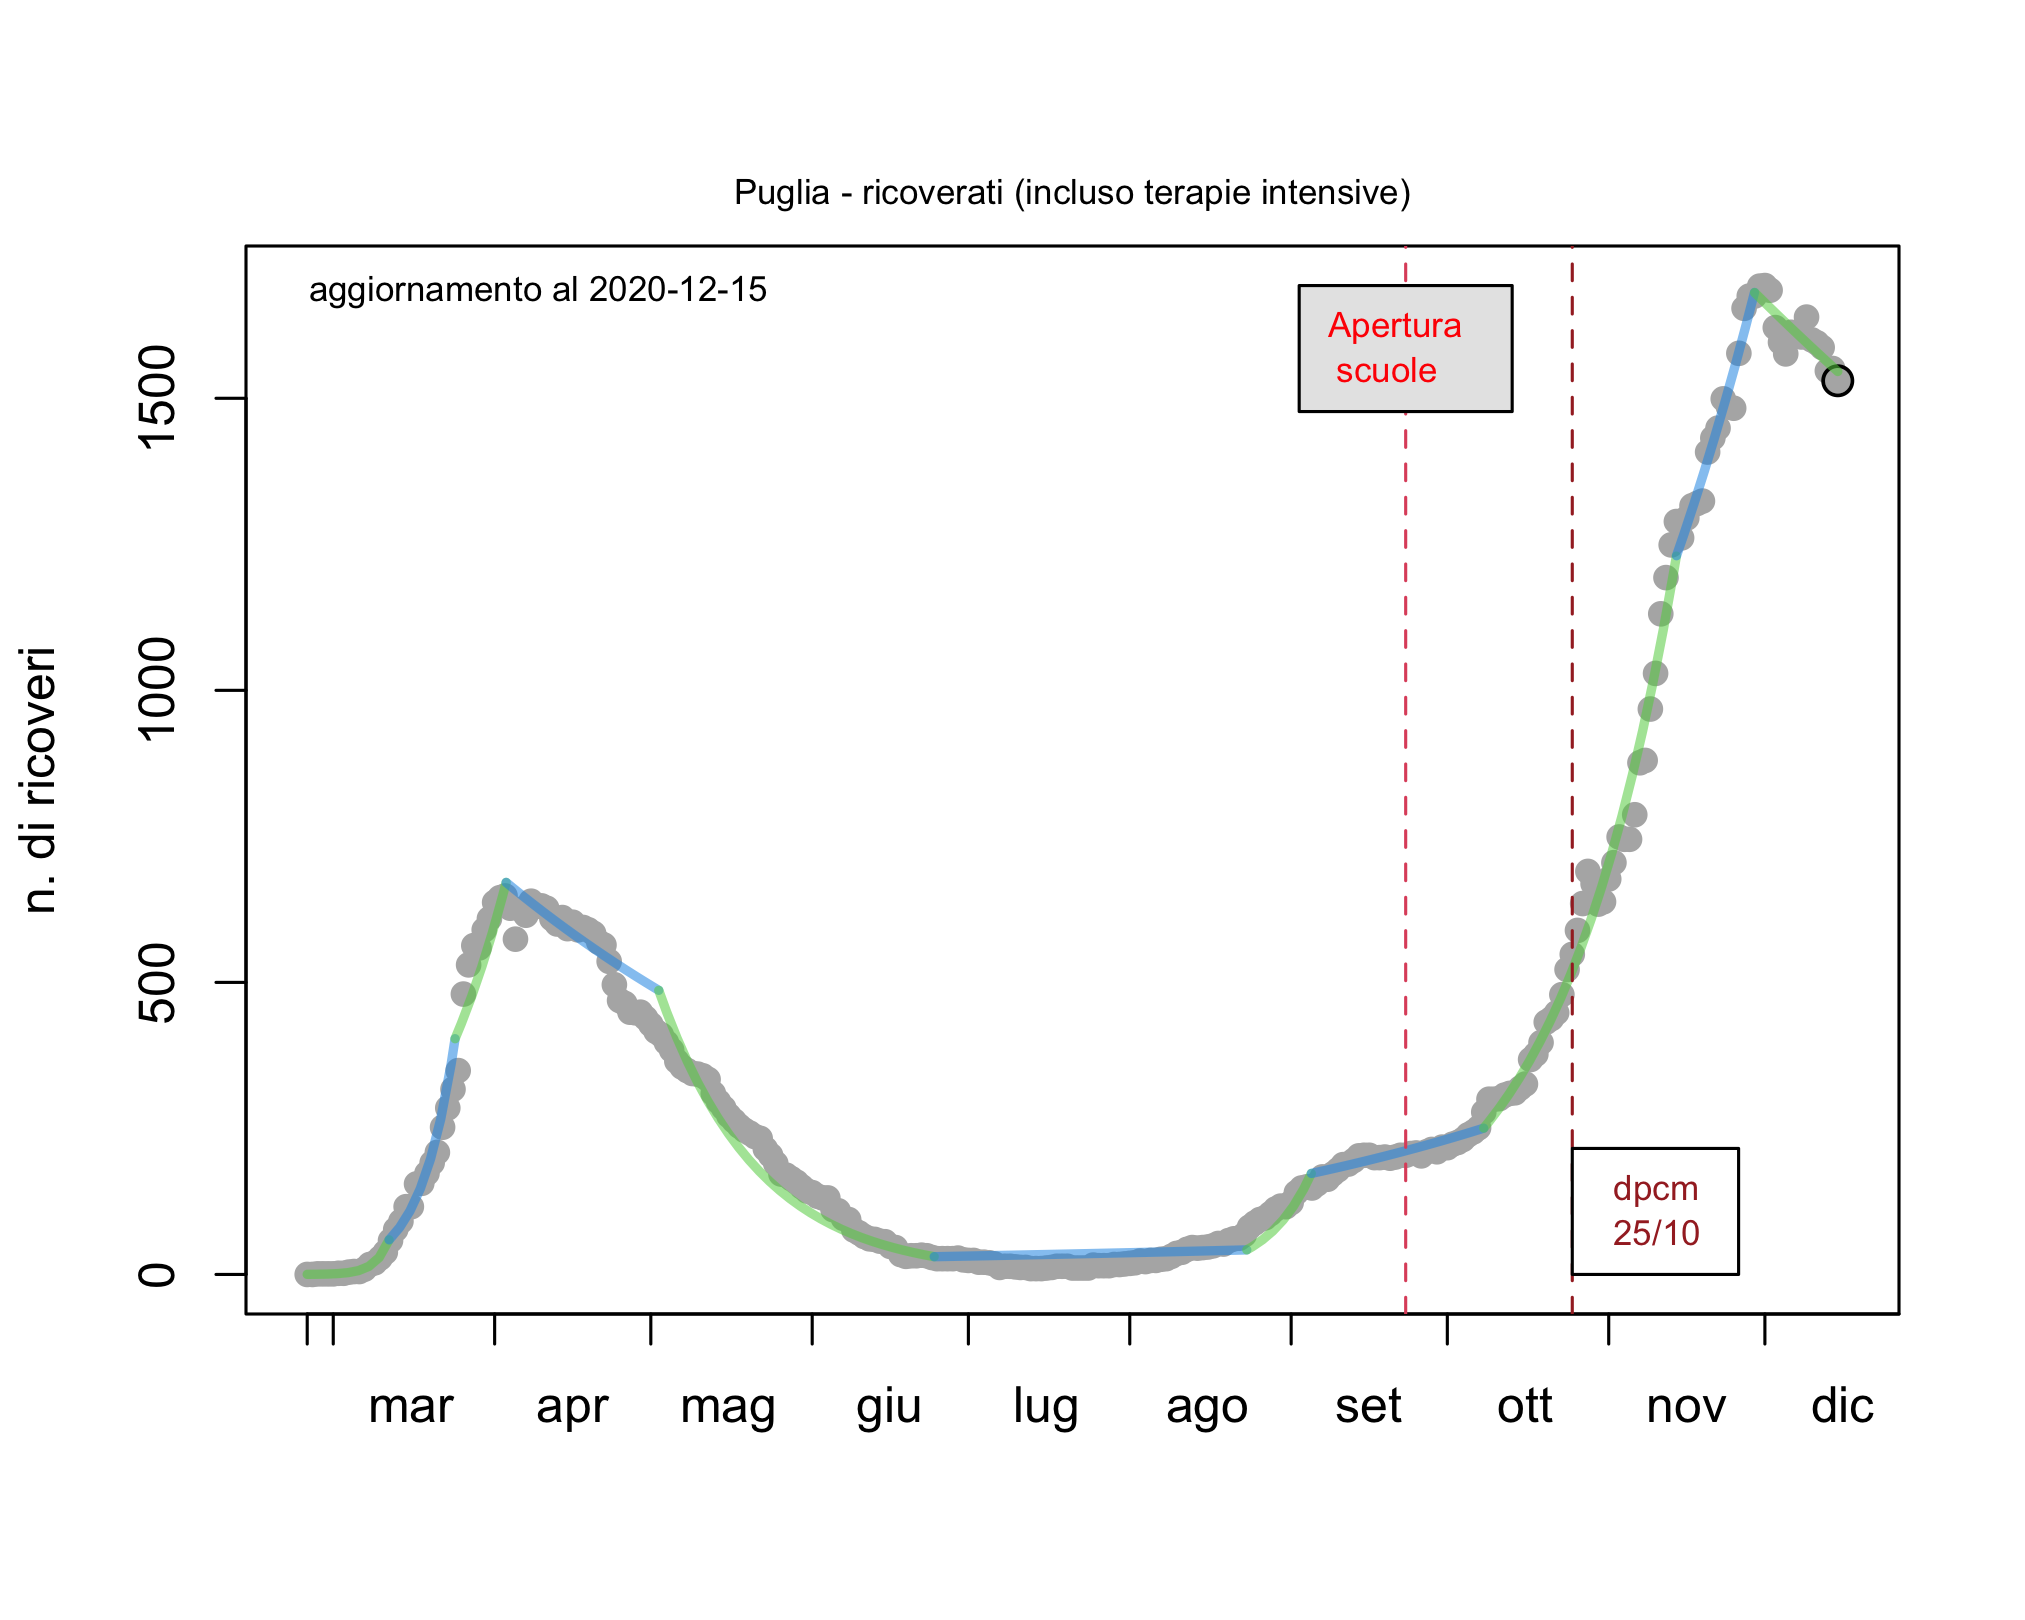 Puglia - ricoverati (incluso terapie intensive)
aggiornamento al 2020-12-15
Apertura
scuole
dpcm
25/10
n. di ricoveri
1500
1000
500
0
mar apr mag giu lug ago set ott nov dic